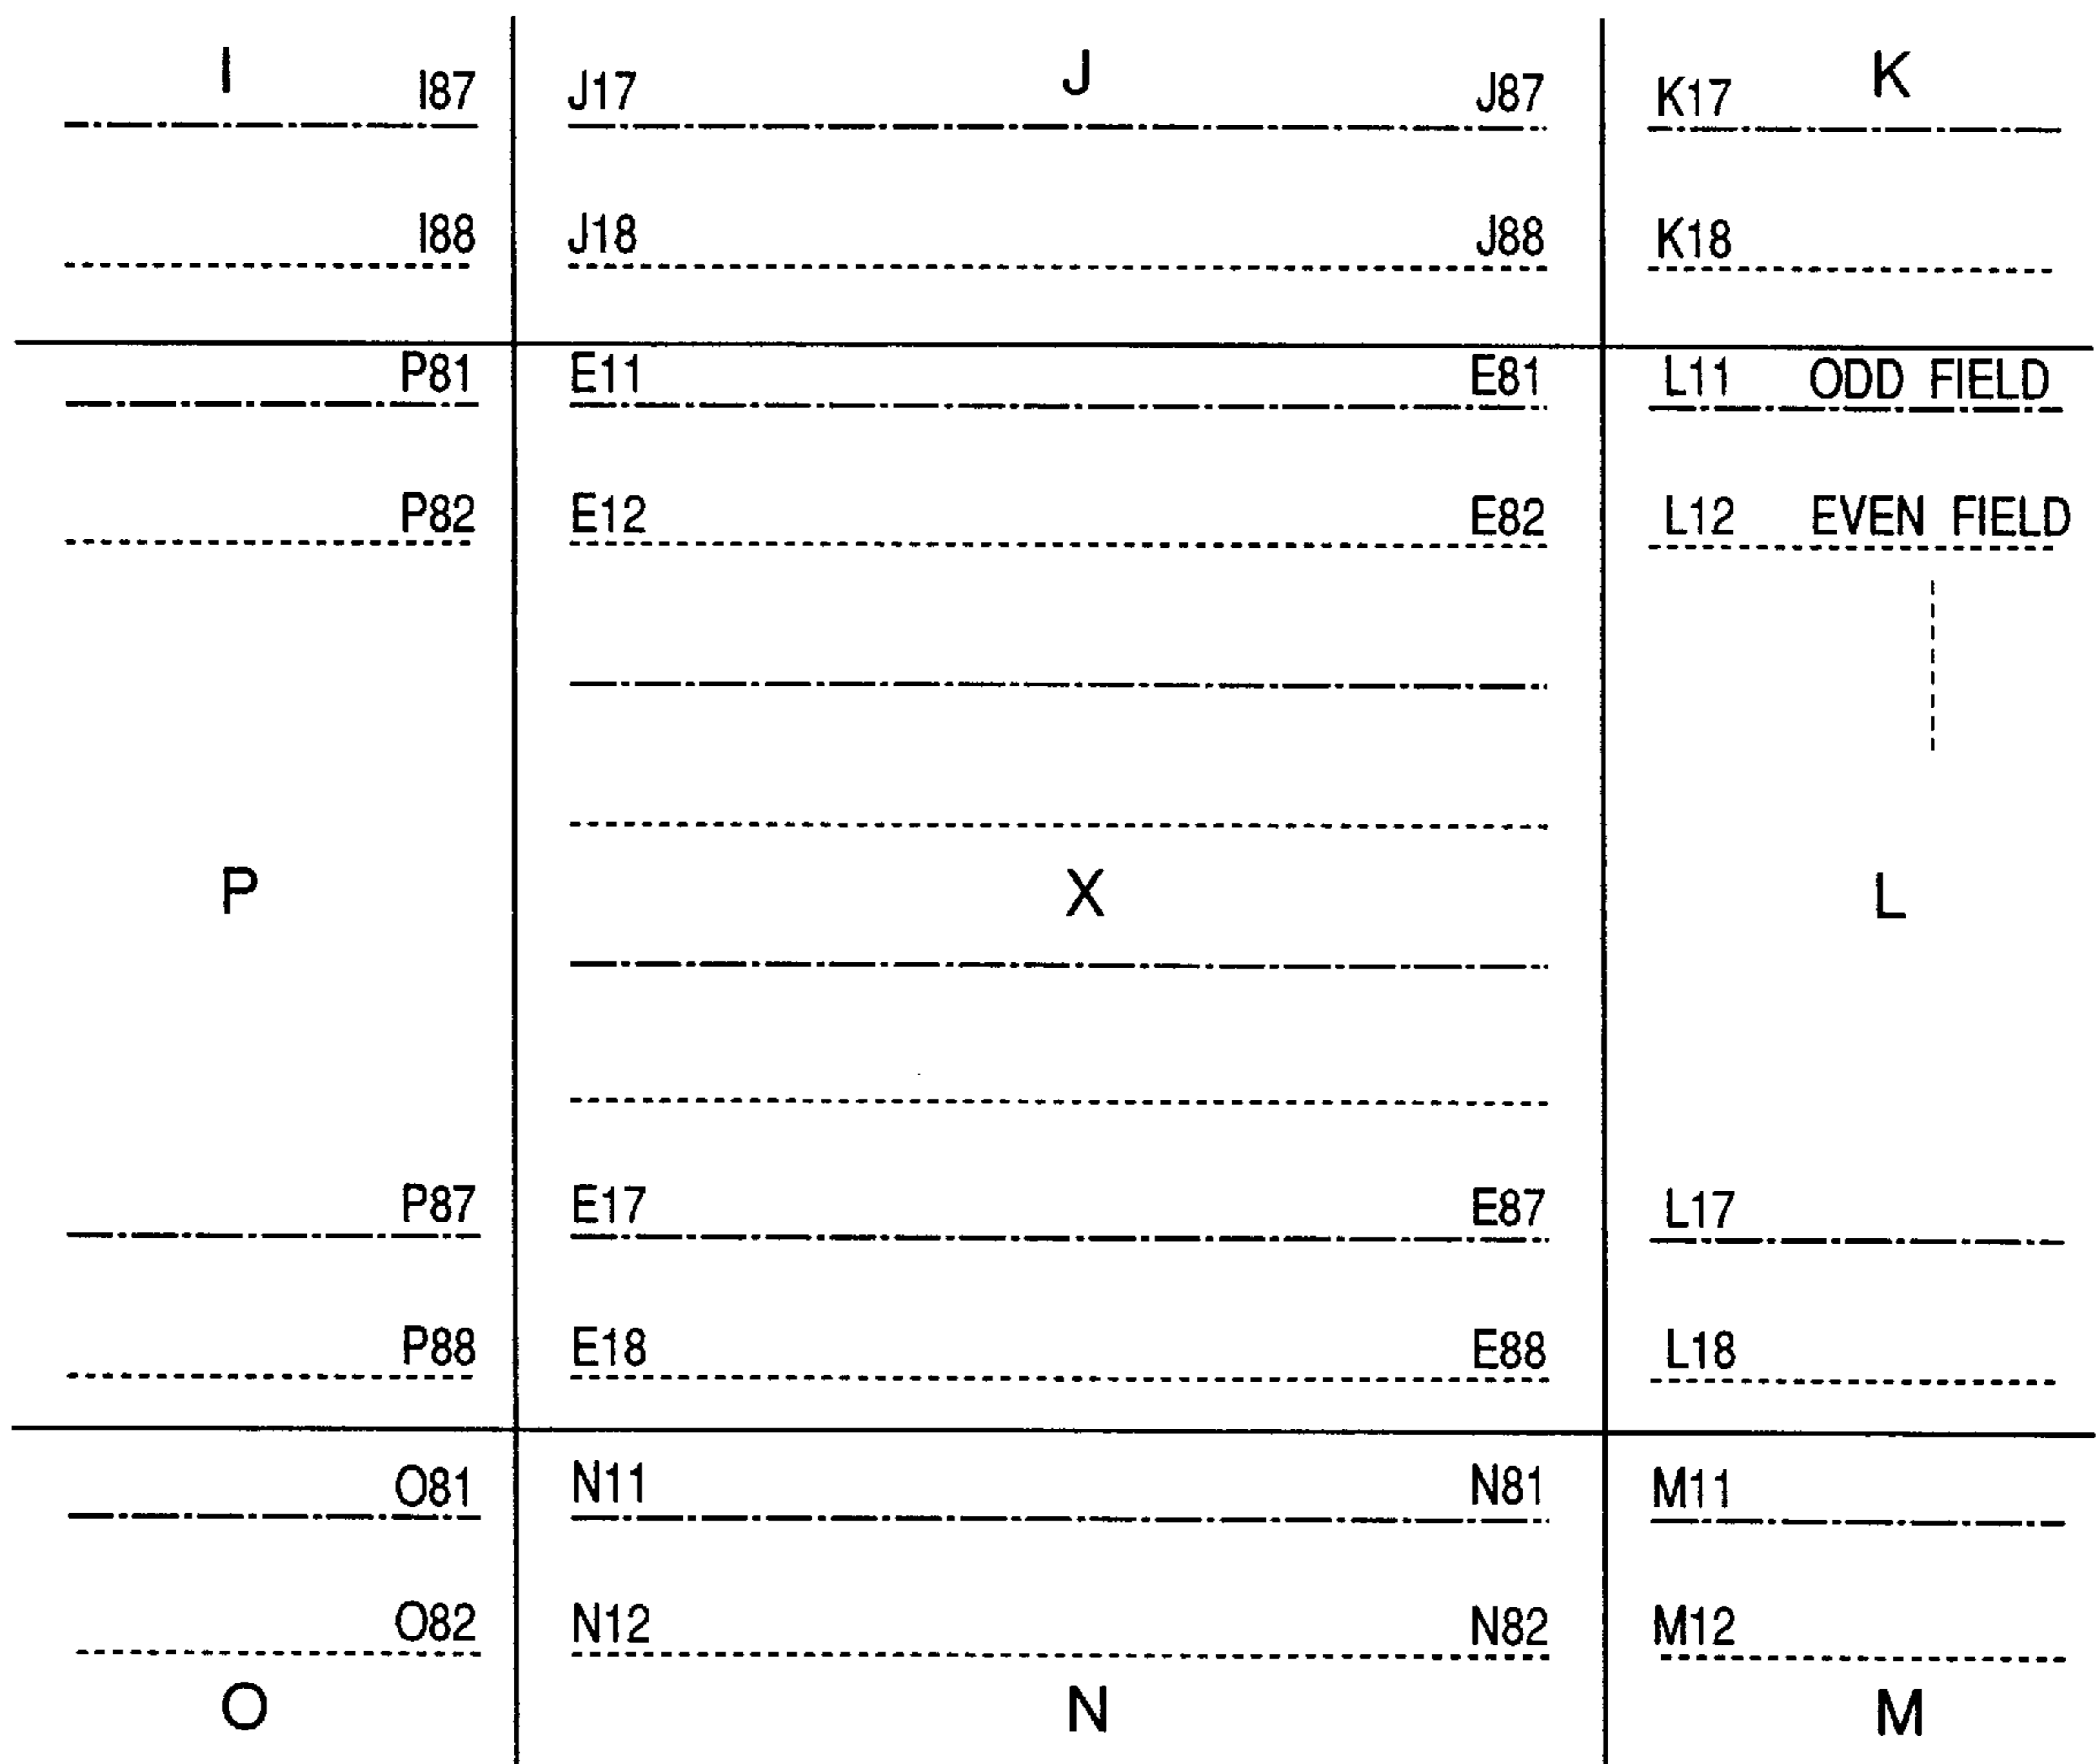 I J K
I87 J17 J87 K17
I88 J18 J88 K18
P81 E11 E81 L11 ODD FIELD
P82 E12 E82 L12 EVEN FIELD
P X L
P87 E17 E87 L17
P88 E18 E88 L18
O81 N11 N81 M11
O82 N12 N82 M12
O N M